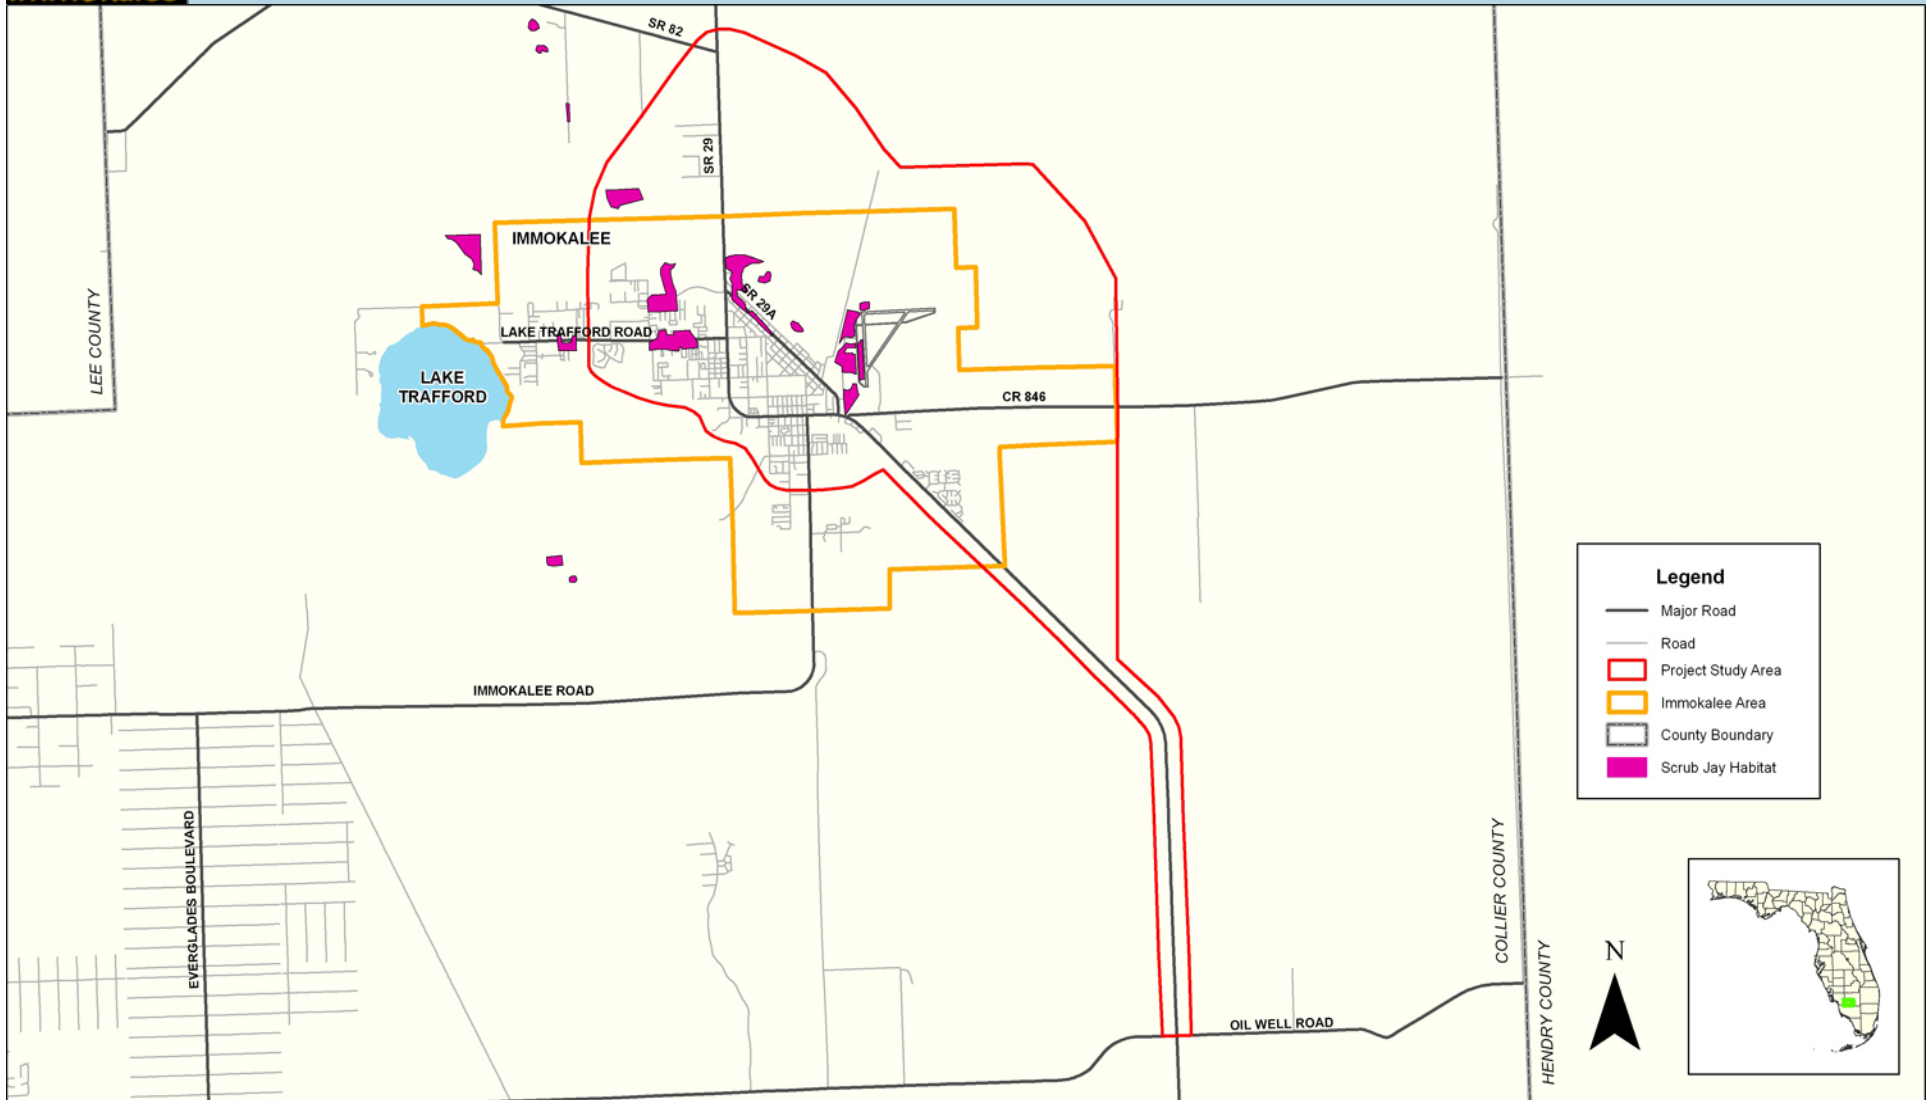 Immokalee
SR 82
SR 29
IMMOKALEE
LEE COUNTY
SR 29A
LAKE TRAFFORD ROAD
LAKE
TRAFFORD
CR 846
IMMOKALEE ROAD
EVERGLADES BOULEVARD
OIL WELL ROAD
COLLIER COUNTY
HENDRY COUNTY
Legend
Major Road
Road
Project Study Area
Immokalee Area
County Boundary
Scrub Jay Habitat
N